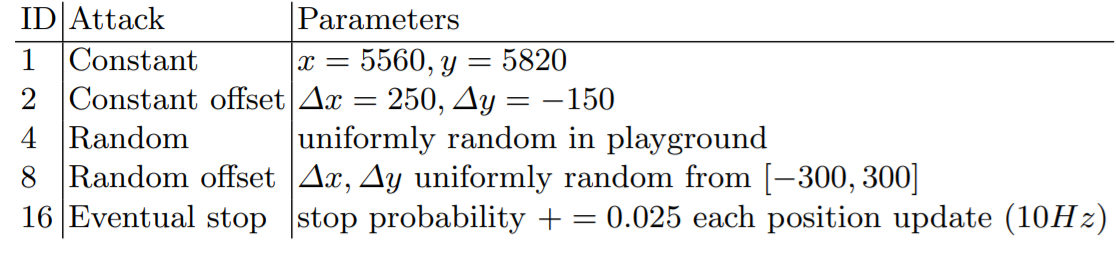 ID Attack Parameters
1 Constant x = 5560, y = 5820
2 Constant offset Δx = 250, Δy = −150
4 Random uniformly random in playground
8 Random offset Δx, Δy uniformly random from [−300, 300]
16 Eventual stop stop probability + = 0.025 each position update (10Hz)